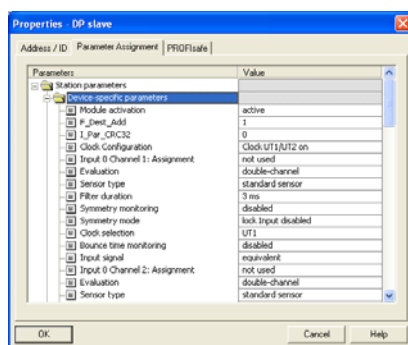 Properties - DP slave
Address / ID Parameter Assignment PROFIsafe
Parameters Value
Station parameters
Device-specific parameters
Module activation active
F_Dest_Add 1
I_Par_CRC32 0
Clock Configuration Clock UT1/UT2 on
Input 0 Channel 1: Assignment not used
Evaluation double-channel
Sensor type standard sensor
Filter duration 3 ms
Symmetry monitoring disabled
Symmetry mode lock Input disabled
Clock selection UT1
Bounce time monitoring disabled
Input signal equivalent
Input 0 Channel 2: Assignment not used
Evaluation double-channel
Sensor type standard sensor
OK Cancel Help